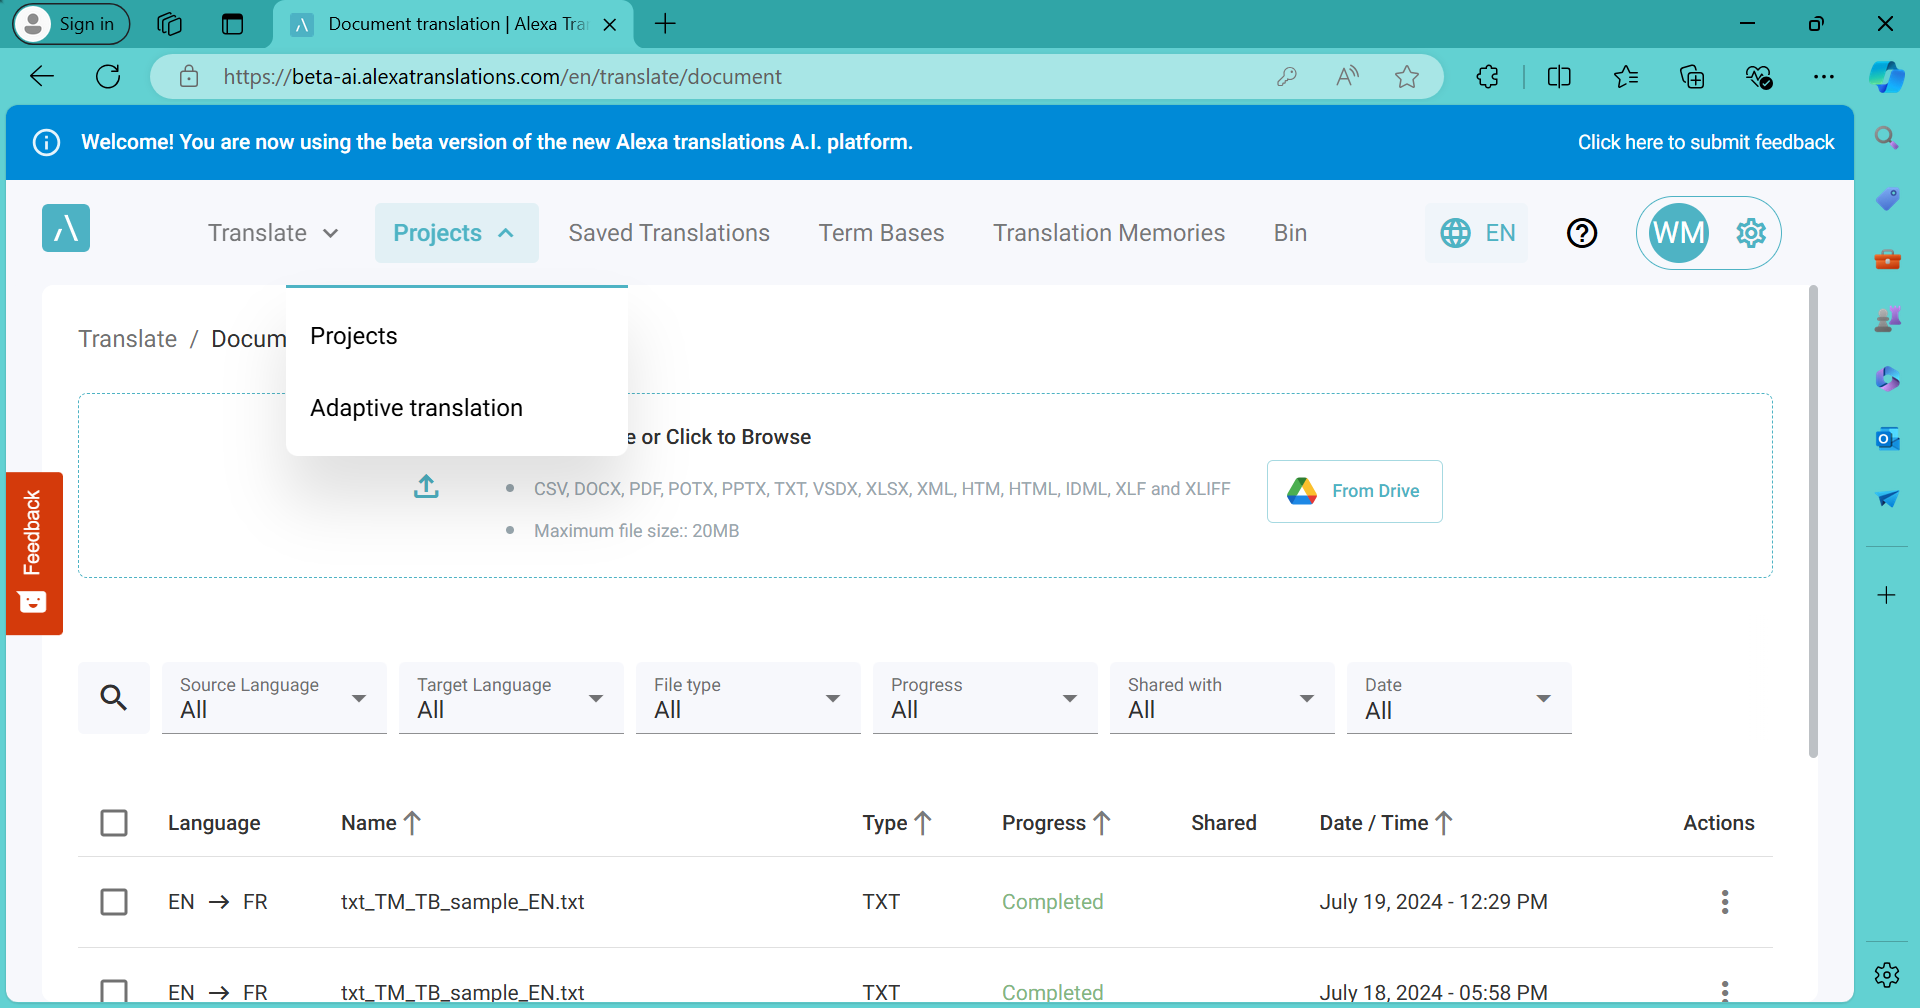 Sign in
Document translation | Alexa Tra
https://beta-ai.alexatranslations.com/en/translate/document
Welcome! You are now using the beta version of the new Alexa translations A.I. platform.
Click here to submit feedback
Translate
Projects
Saved Translations
Term Bases
Translation Memories
Bin
EN
WM
Translate / Docum
Projects
Adaptive translation
e or Click to Browse
CSV, DOCX, PDF, POTX, PPTX, TXT, VSDX, XLSX, XML, HTM, HTML, IDML, XLF and XLIFF
Maximum file size:: 20MB
From Drive
Feedback
Source Language
All
Target Language
All
File type
All
Progress
All
Shared with
All
Date
All
Language Name Type Progress Shared Date / Time Actions
EN → FR txt_TM_TB_sample_EN.txt TXT Completed July 19, 2024 - 12:29 PM
EN → FR txt_TM_TB_sample_EN.txt TXT Completed July 18, 2024 - 05:58 PM